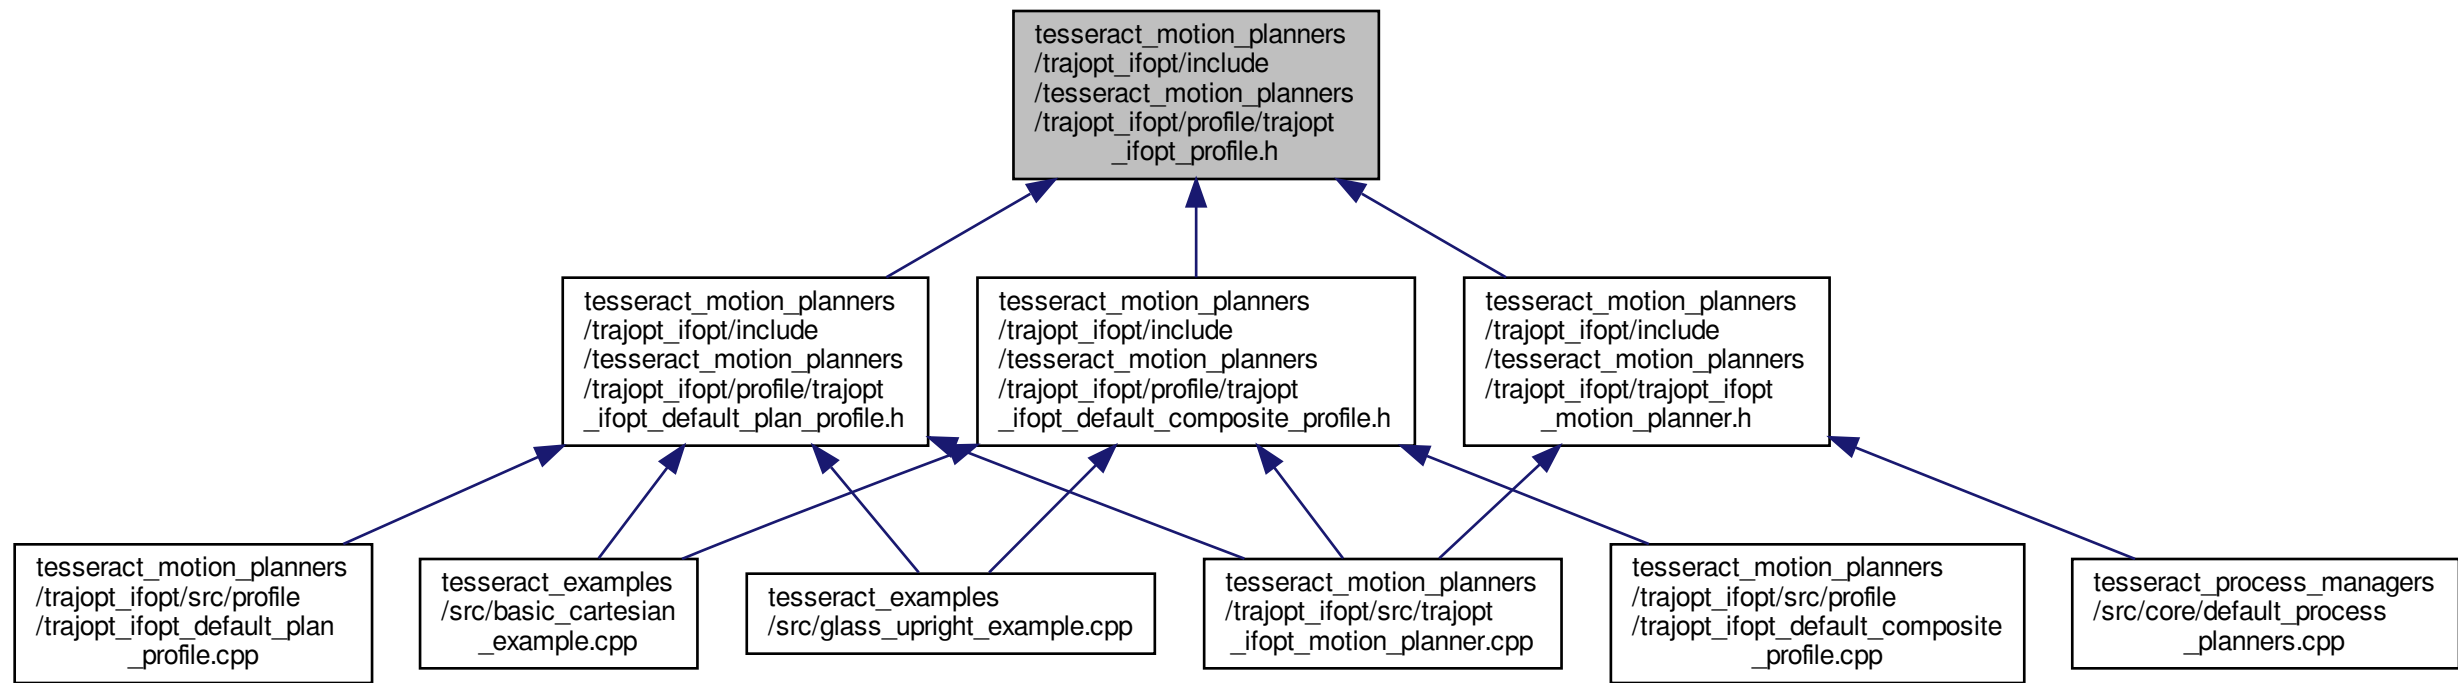 tesseract_motion_planners
/trajopt_ifopt/include
/tesseract_motion_planners
/trajopt_ifopt/profile/trajopt
_ifopt_profile.h
tesseract_motion_planners
/trajopt_ifopt/include
/tesseract_motion_planners
/trajopt_ifopt/profile/trajopt
_ifopt_default_plan_profile.h
tesseract_motion_planners
/trajopt_ifopt/include
/tesseract_motion_planners
/trajopt_ifopt/profile/trajopt
_ifopt_default_composite_profile.h
tesseract_motion_planners
/trajopt_ifopt/include
/tesseract_motion_planners
/trajopt_ifopt/trajopt_ifopt
_motion_planner.h
tesseract_motion_planners
/trajopt_ifopt/src/profile
/trajopt_ifopt_default_plan
_profile.cpp
tesseract_examples
/src/basic_cartesian
_example.cpp
tesseract_examples
/src/glass_upright_example.cpp
tesseract_motion_planners
/trajopt_ifopt/src/trajopt
_ifopt_motion_planner.cpp
tesseract_motion_planners
/trajopt_ifopt/src/profile
/trajopt_ifopt_default_composite
_profile.cpp
tesseract_process_managers
/src/core/default_process
_planners.cpp